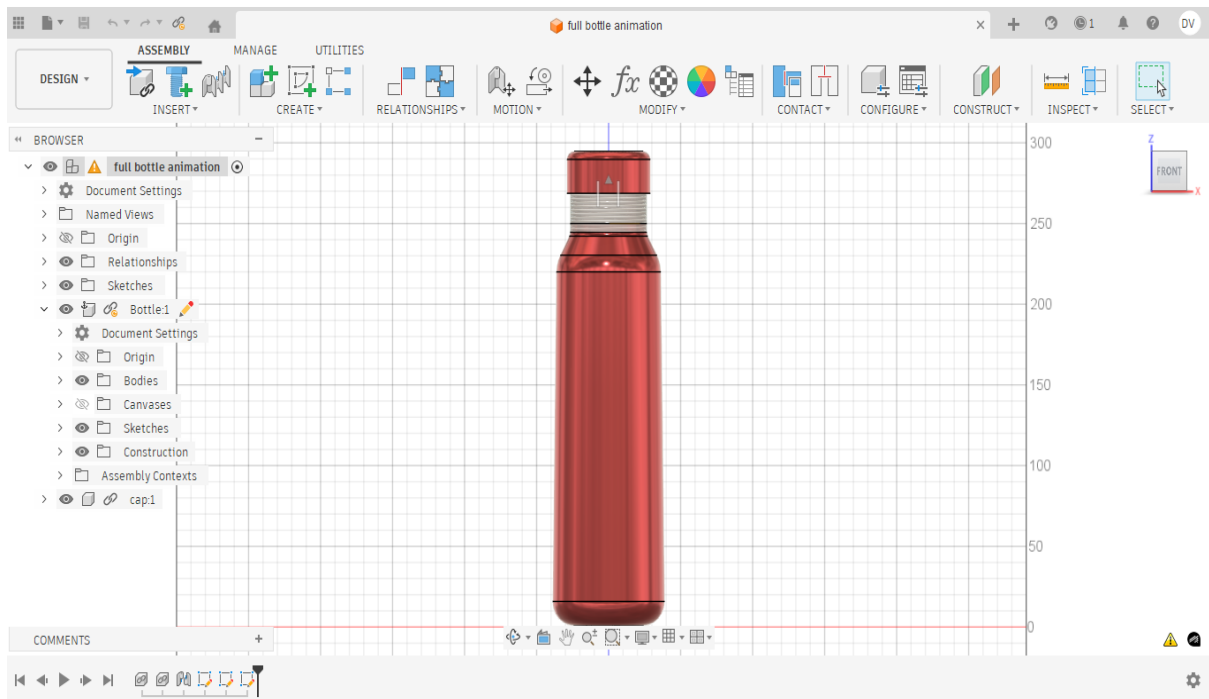 full bottle animation
1
DV
ASSEMBLY MANAGE UTILITIES
DESIGN
INSERT CREATE RELATIONSHIPS MOTION MODIFY CONTACT CONFIGURE CONSTRUCT INSPECT SELECT
fx
BROWSER
full bottle animation
Document Settings
Named Views
Origin
Relationships
Sketches
Bottle:1
Document Settings
Origin
Bodies
Canvases
Sketches
Construction
Assembly Contexts
cap:1
300
250
200
150
100
50
0
Z
FRONT
X
COMMENTS